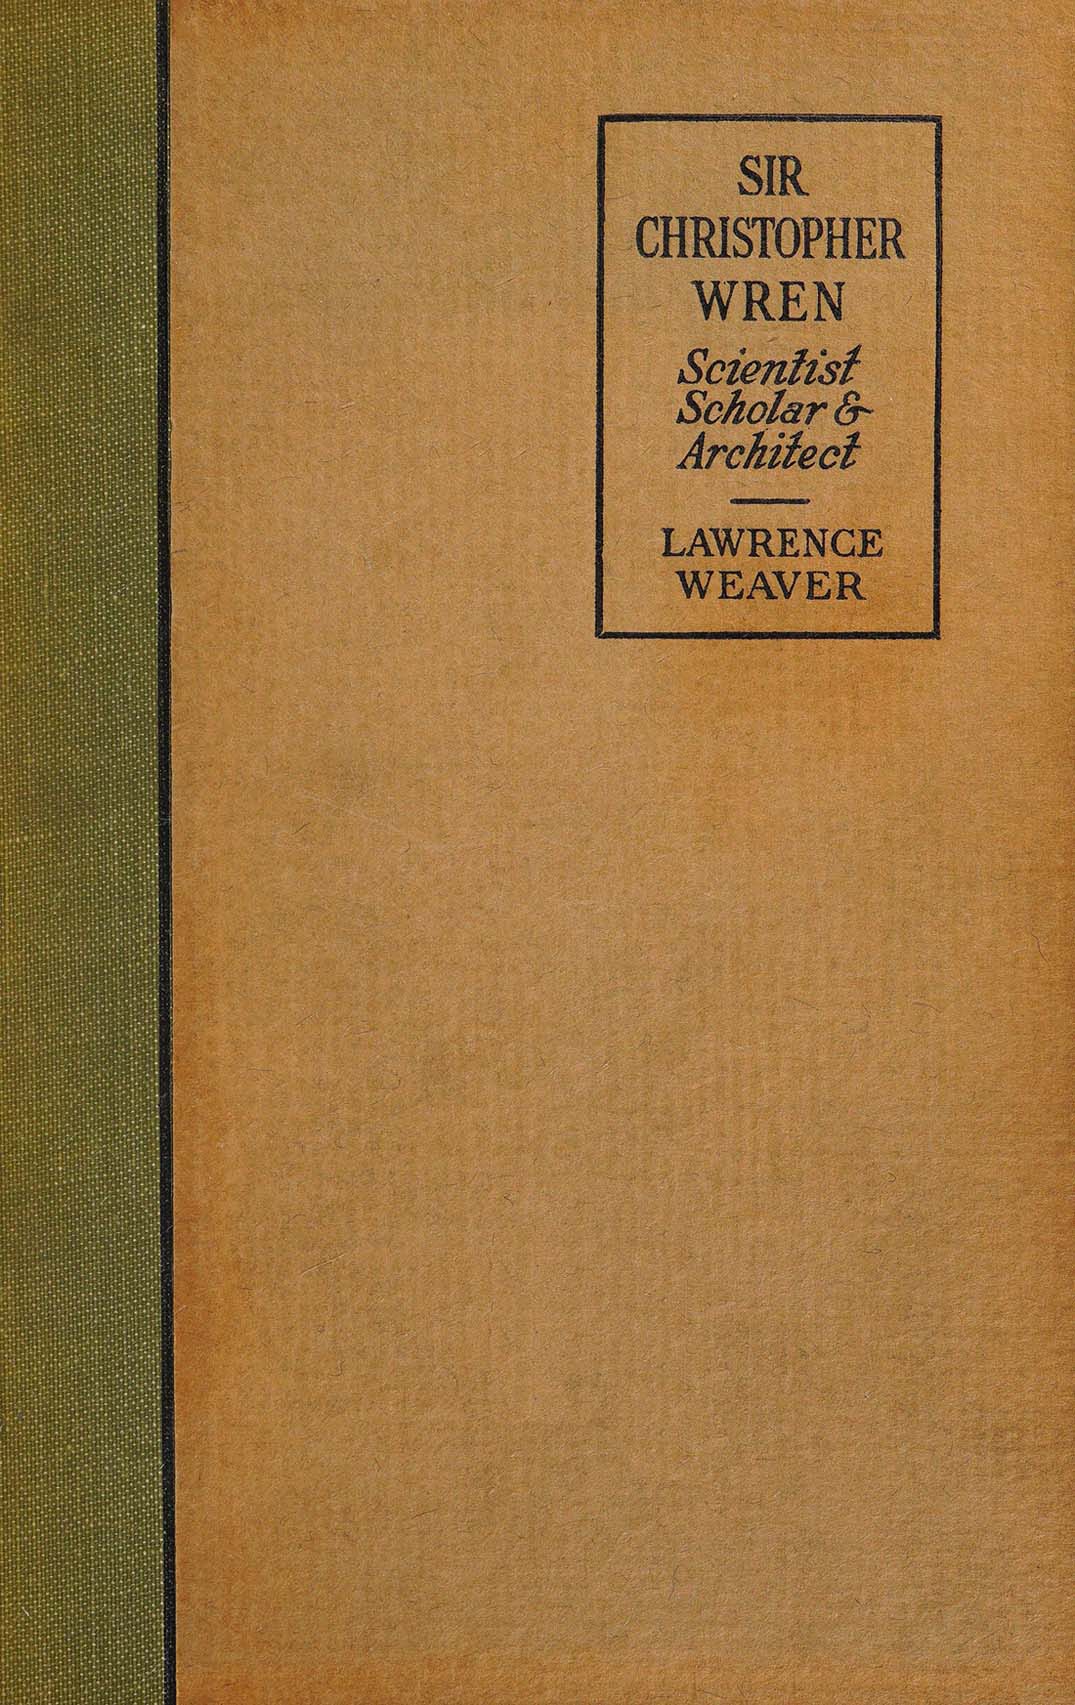 SIR
CHRISTOPHER
WREN
Scientist
Scholar &
Architect
LAWRENCE
WEAVER